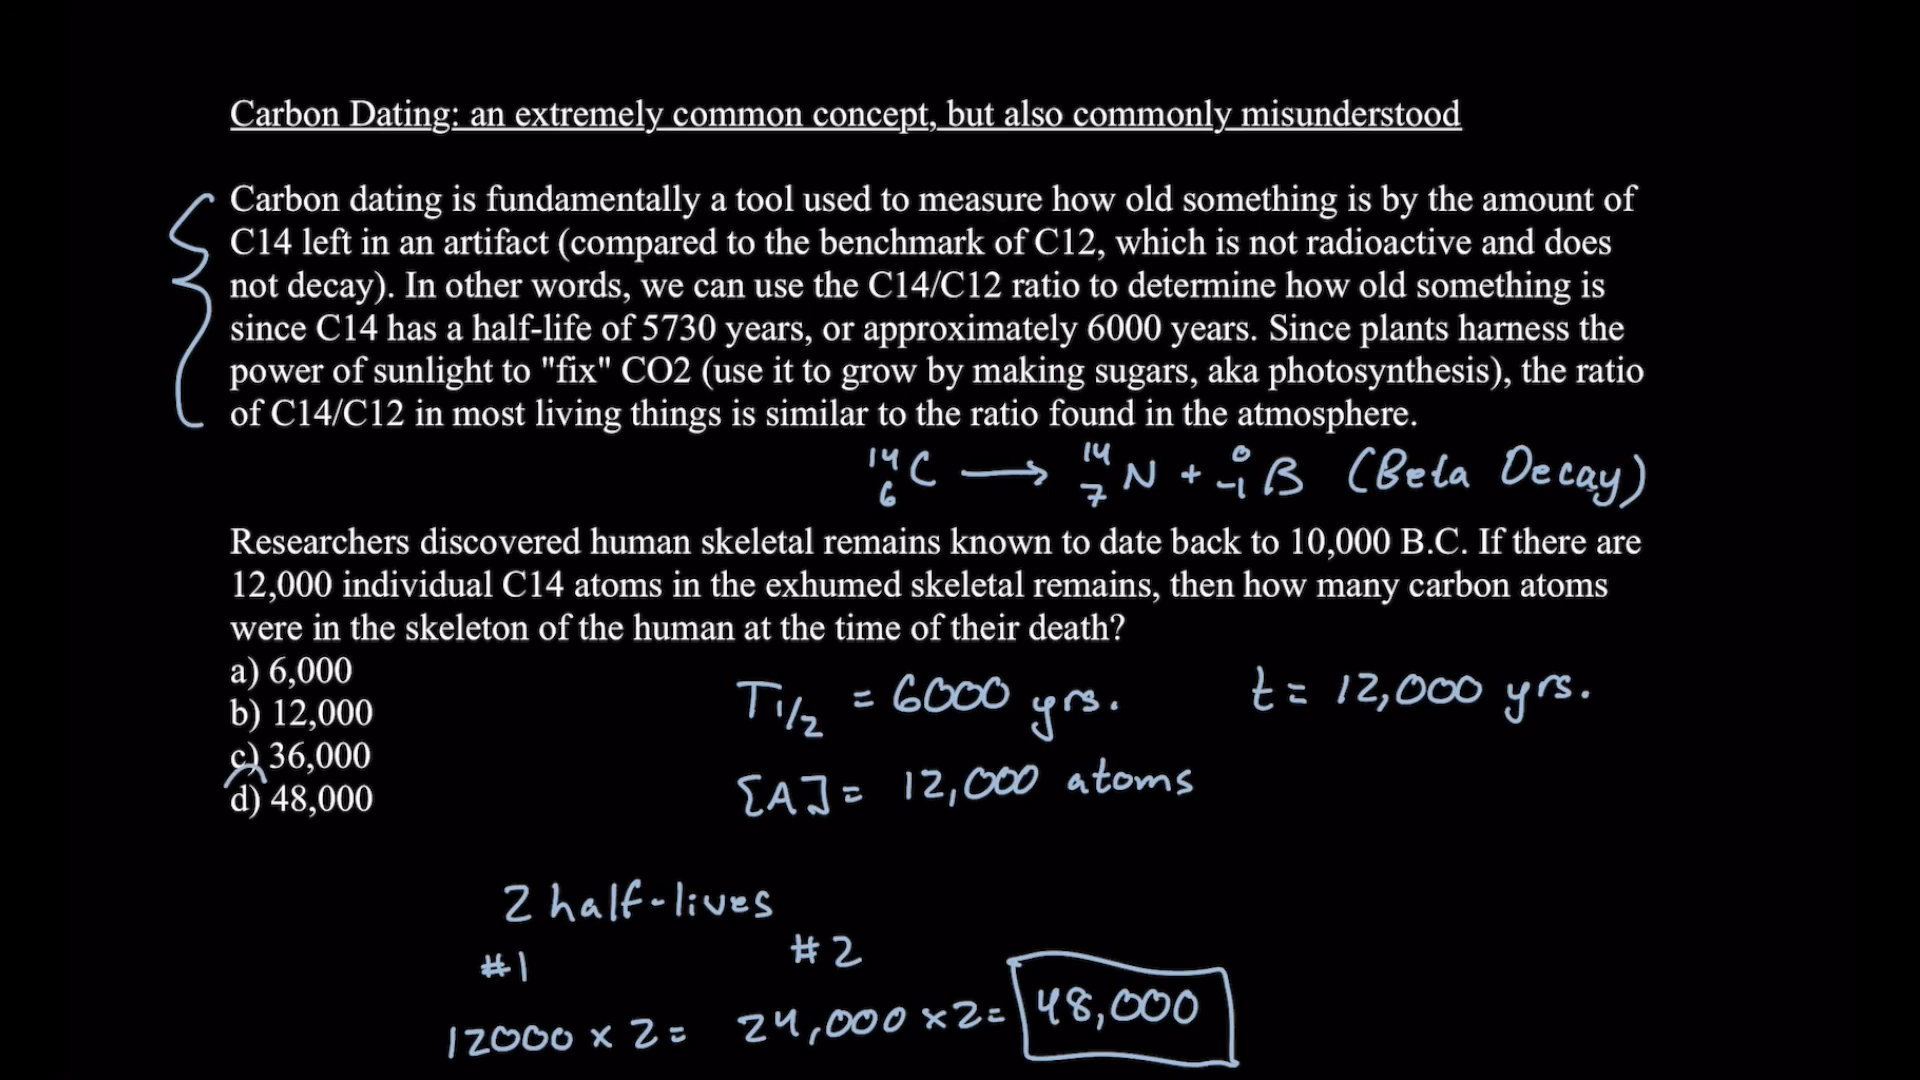 Carbon Dating: an extremely common concept, but also commonly misunderstood
Carbon dating is fundamentally a tool used to measure how old something is by the amount of
C14 left in an artifact (compared to the benchmark of C12, which is not radioactive and does
not decay). In other words, we can use the C14/C12 ratio to determine how old something is
since C14 has a half-life of 5730 years, or approximately 6000 years. Since plants harness the
power of sunlight to "fix" CO2 (use it to grow by making sugars, aka photosynthesis), the ratio
of C14/C12 in most living things is similar to the ratio found in the atmosphere.
¹⁴₆C → ¹⁴₇N + ⁰₋₁B (Beta Decay)
Researchers discovered human skeletal remains known to date back to 10,000 B.C. If there are
12,000 individual C14 atoms in the exhumed skeletal remains, then how many carbon atoms
were in the skeleton of the human at the time of their death?
a) 6,000
b) 12,000
c) 36,000
d) 48,000
T1/2 = 6000 yrs. t = 12,000 yrs.
[A] = 12,000 atoms
2 half-lives
#1 #2
12000 x 2 = 24,000 x 2 = 48,000